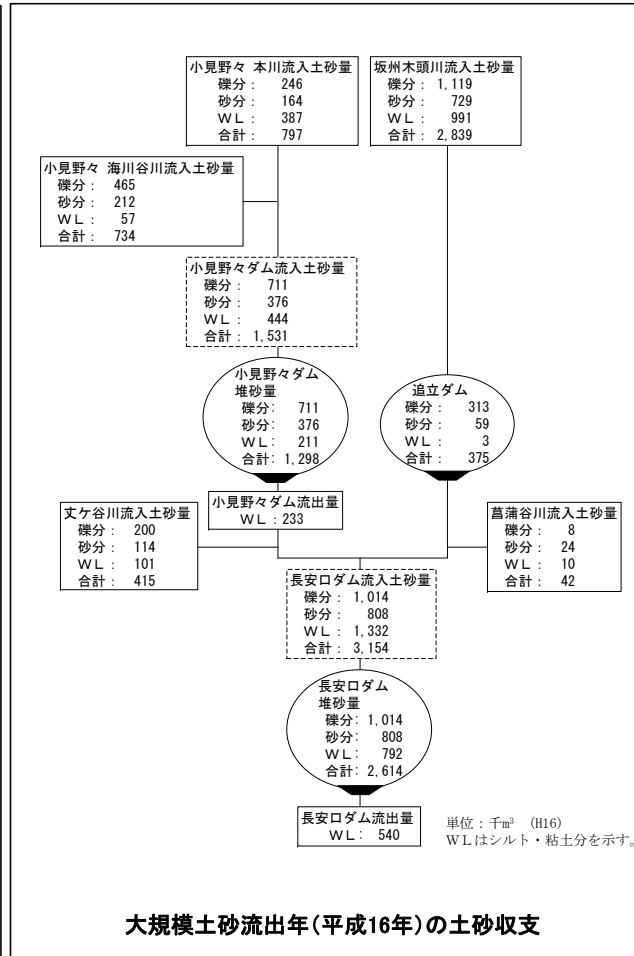 小見野々 本川流入土砂量
礫分： 246
砂分： 164
ＷＬ： 387
合計： 797
坂州木頭川流入土砂量
礫分： 1,119
砂分： 729
ＷＬ： 991
合計： 2,839
小見野々 海川谷川流入土砂量
礫分： 465
砂分： 212
ＷＬ： 57
合計： 734
小見野々ダム流入土砂量
礫分： 711
砂分： 376
ＷＬ： 444
合計： 1,531
小見野々ダム
堆砂量
礫分： 711
砂分： 376
ＷＬ： 211
合計： 1,298
追立ダム
礫分： 313
砂分： 59
ＷＬ： 3
合計： 375
小見野々ダム流出量
ＷＬ：233
丈ケ谷川流入土砂量
礫分： 200
砂分： 114
ＷＬ： 101
合計： 415
菖蒲谷川流入土砂量
礫分： 8
砂分： 24
ＷＬ： 10
合計： 42
長安口ダム流入土砂量
礫分： 1,014
砂分： 808
ＷＬ： 1,332
合計： 3,154
長安口ダム
堆砂量
礫分： 1,014
砂分： 808
ＷＬ： 792
合計： 2,614
長安口ダム流出量
ＷＬ： 540
単位：千m³ (H16)
ＷＬはシルト・粘土分を示す。
大規模土砂流出年(平成16年)の土砂収支